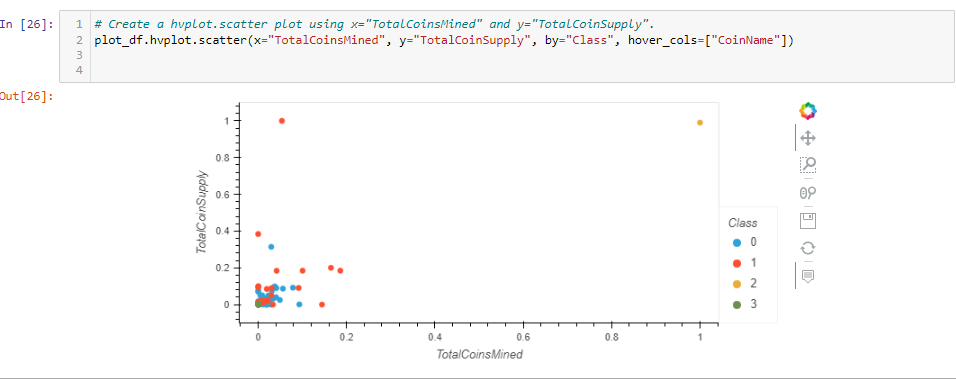 In [26]:
1 # Create a hvplot.scatter plot using x="TotalCoinsMined" and y="TotalCoinSupply".
2 plot_df.hvplot.scatter(x="TotalCoinsMined", y="TotalCoinSupply", by="Class", hover_cols=["CoinName"])
3
4
Out[26]:
TotalCoinSupply
1
0.8
0.6
0.4
0.2
0
0 0.2 0.4 0.6 0.8 1
TotalCoinsMined
Class
0
1
2
3